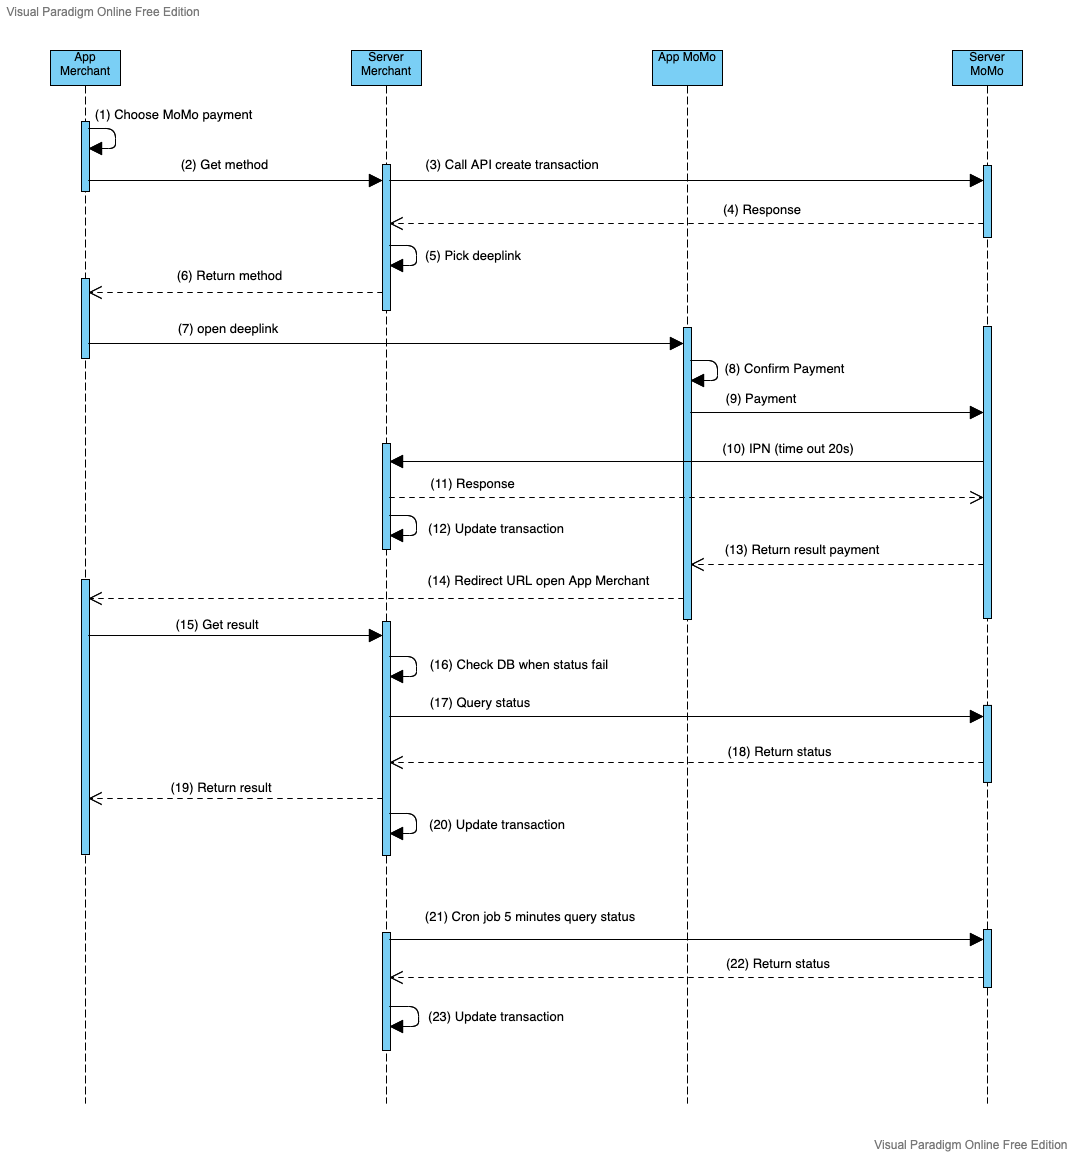 Visual Paradigm Online Free Edition
App
Merchant
Server
Merchant
App MoMo
Server
MoMo
(1) Choose MoMo payment
(2) Get method
(3) Call API create transaction
(4) Response
(5) Pick deeplink
(6) Return method
(7) open deeplink
(8) Confirm Payment
(9) Payment
(10) IPN (time out 20s)
(11) Response
(12) Update transaction
(13) Return result payment
(14) Redirect URL open App Merchant
(15) Get result
(16) Check DB when status fail
(17) Query status
(18) Return status
(19) Return result
(20) Update transaction
(21) Cron job 5 minutes query status
(22) Return status
(23) Update transaction
Visual Paradigm Online Free Edition